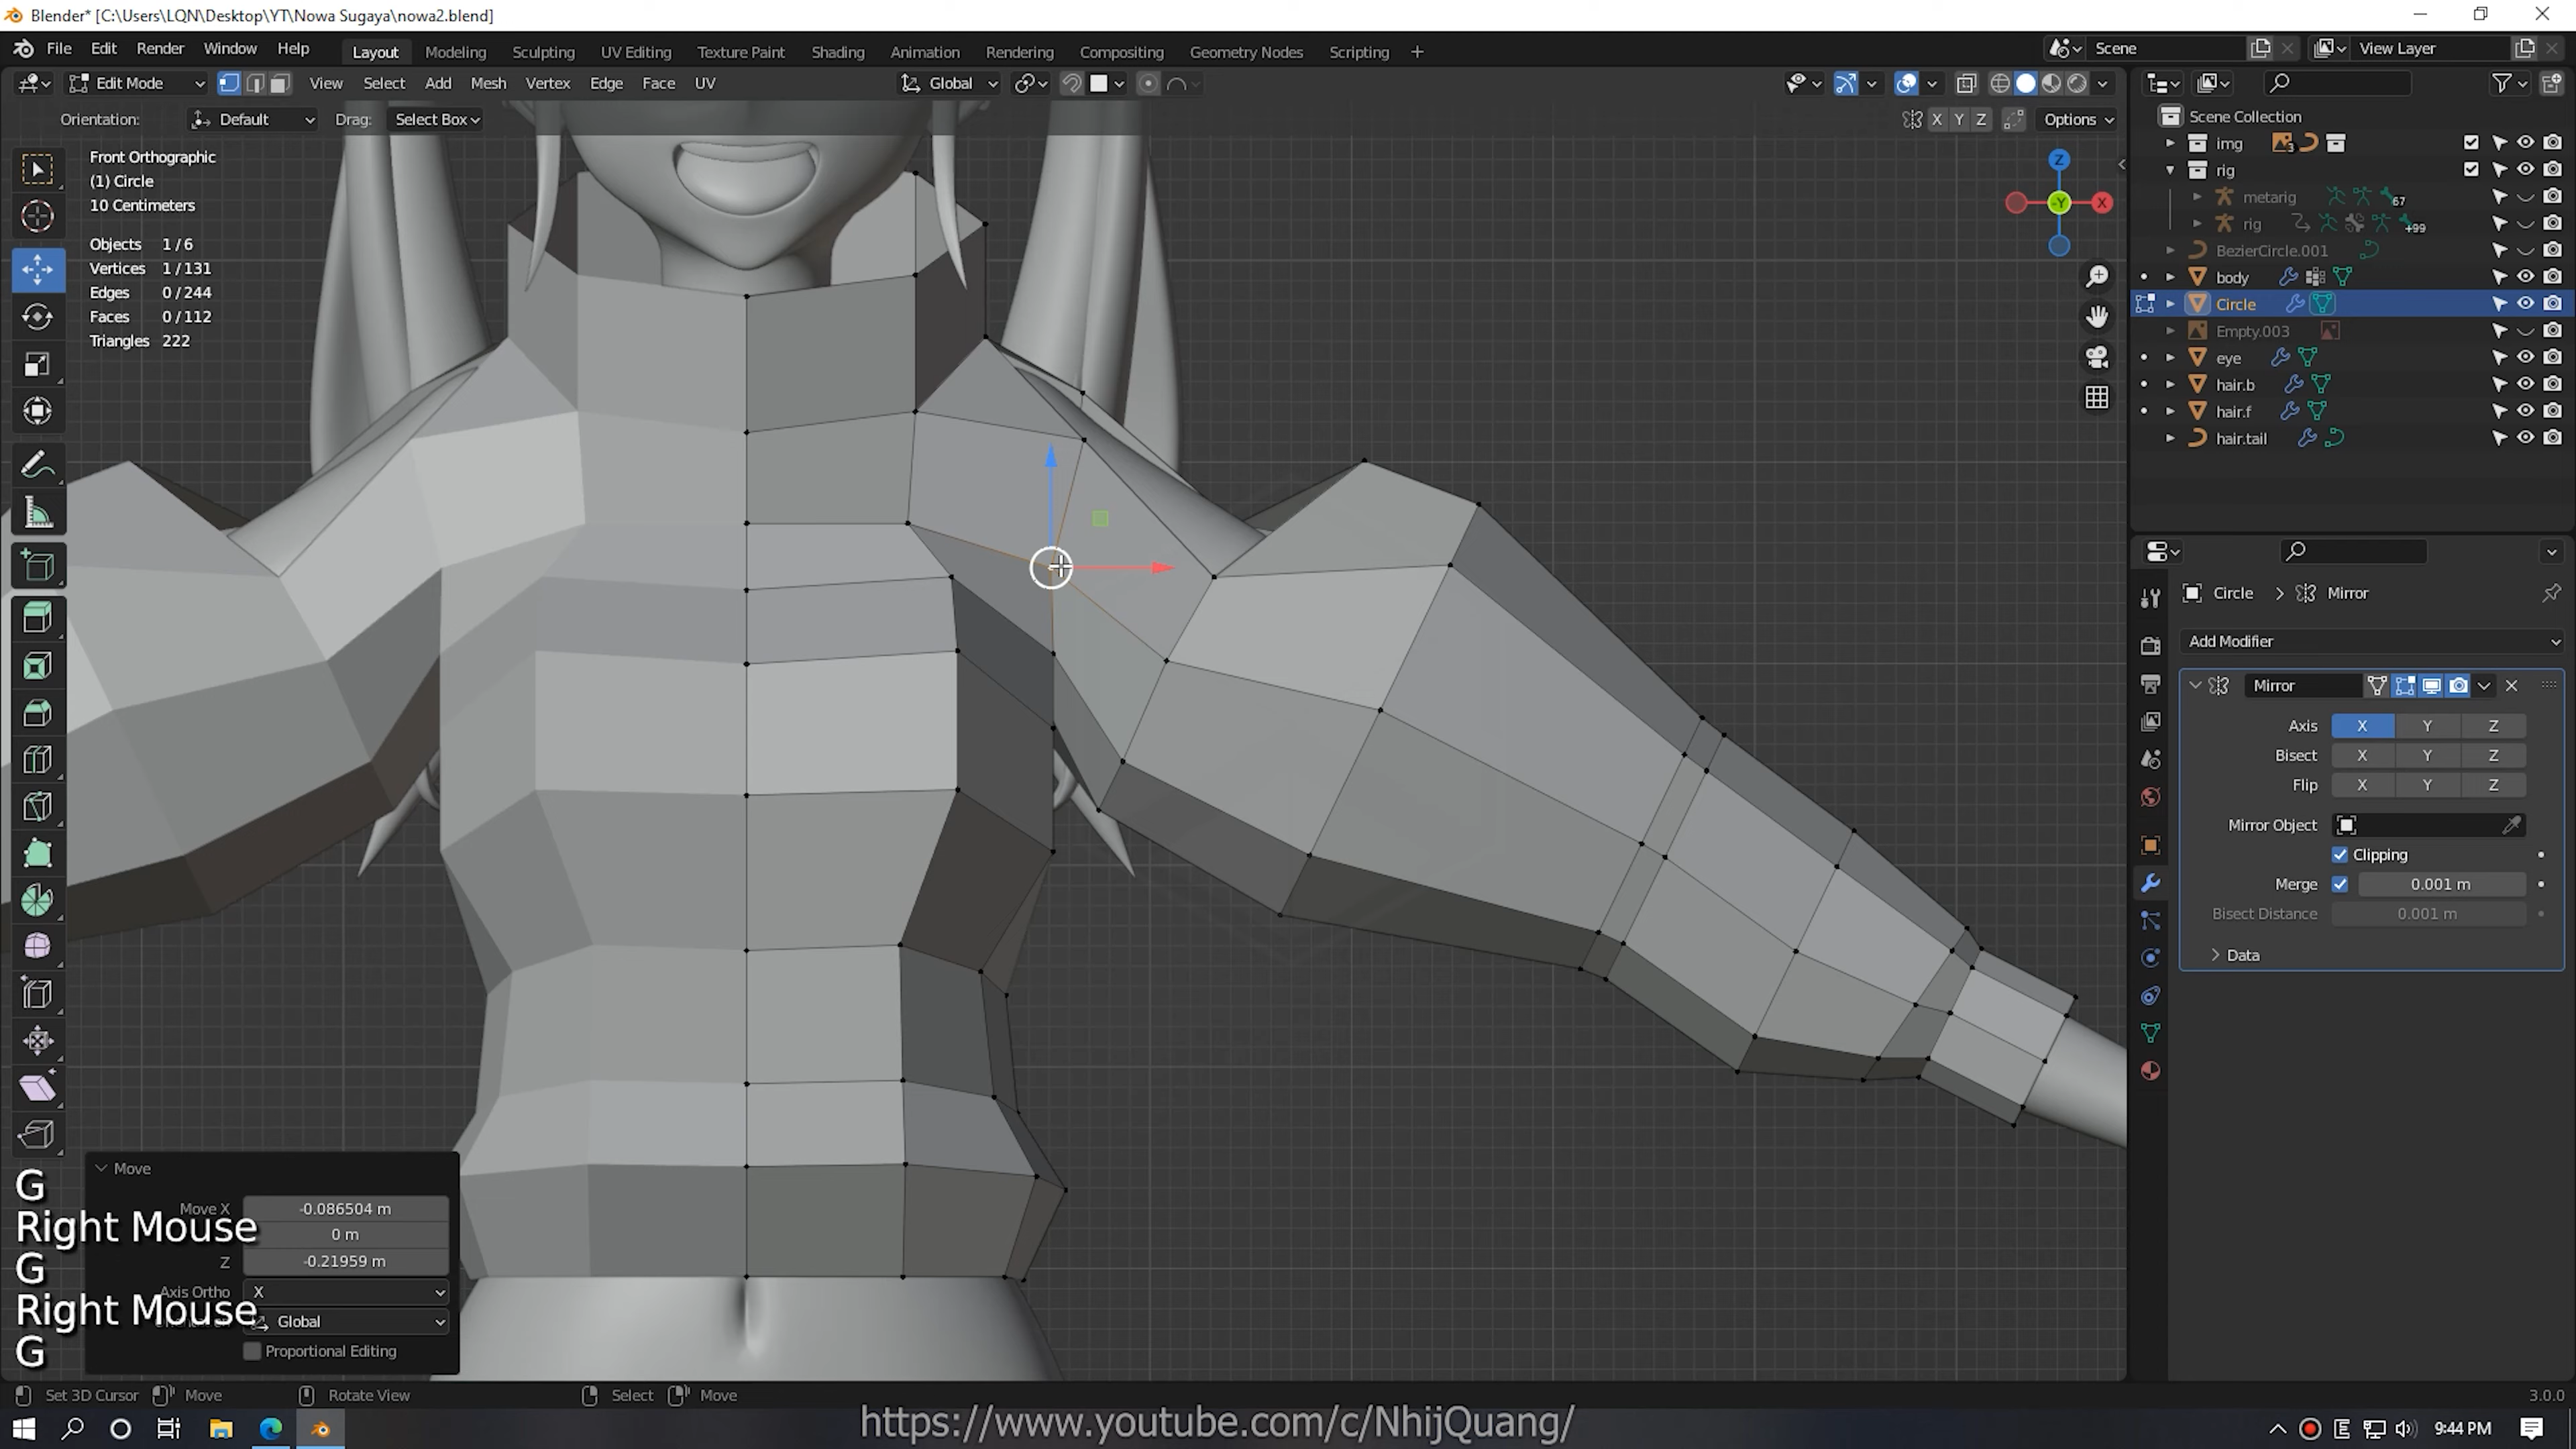 Blender* [C:\Users\LQN\Desktop\YT\Nowa Sugaya\nowa2.blend]
File Edit Render Window Help Layout Modeling Sculpting UV Editing Texture Paint Shading Animation Rendering Compositing Geometry Nodes Scripting + Scene View Layer
Edit Mode View Select Add Mesh Vertex Edge Face UV Global
Orientation: Default Drag: Select Box X Y Z Options
Front Orthographic
(1) Circle
10 Centimeters
Objects 1/6
Vertices 1/131
Edges 0/244
Faces 0/112
Triangles 222
Z
-Y
X
Scene Collection
img 3
rig
metarig 67
rig +99
BezierCircle.001
body
Circle
Empty.003
eye
hair.b
hair.f
hair.tail
Circle > Mirror
Add Modifier
Mirror
Axis X Y Z
Bisect X Y Z
Flip X Y Z
Mirror Object
Clipping
Merge 0.001 m
Bisect Distance 0.001 m
Data
Move
Move X -0.086504 m
0 m
Z -0.21959 m
Axis Ortho X
Global
Proportional Editing
G
Right Mouse
G
Right Mouse
G
Set 3D Cursor Move Rotate View Select Move 3.0.0
https://www.youtube.com/c/NhijQuang/
E 9:44 PM